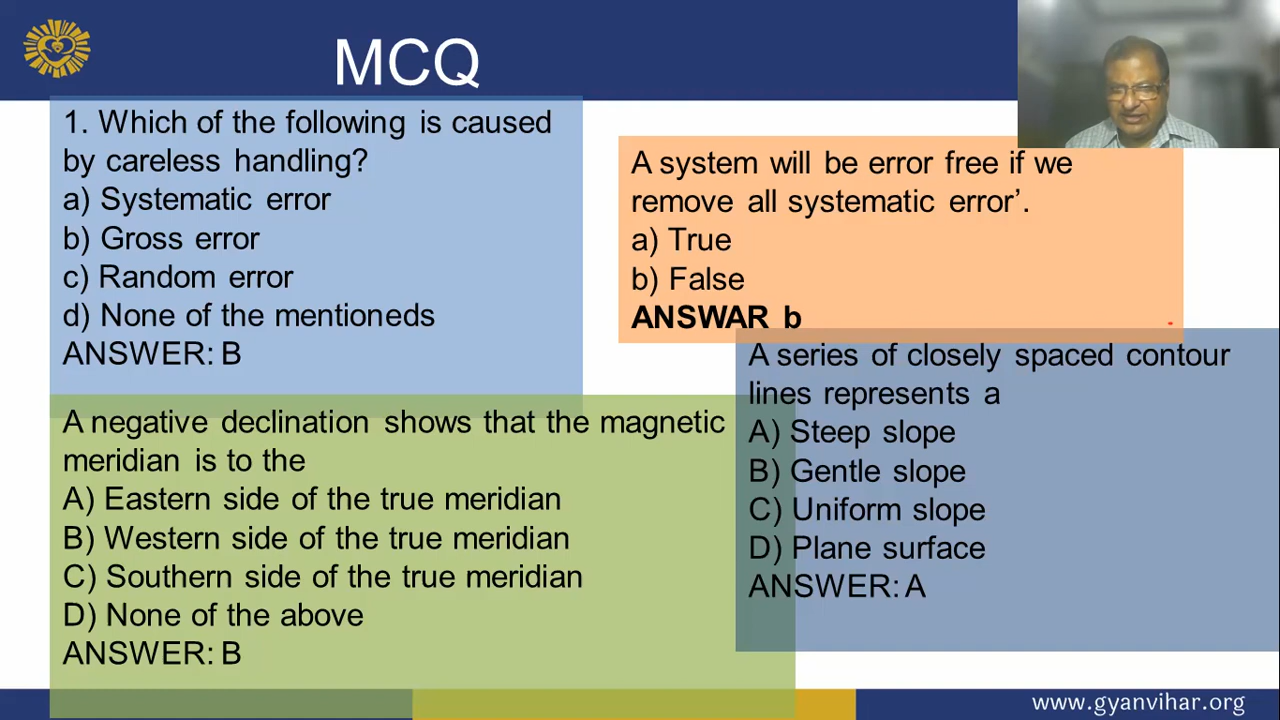 MCQ
1. Which of the following is caused
by careless handling?
a) Systematic error
b) Gross error
c) Random error
d) None of the mentioneds
ANSWER: B
A system will be error free if we
remove all systematic error’.
a) True
b) False
ANSWAR b
A negative declination shows that the magnetic
meridian is to the
A) Eastern side of the true meridian
B) Western side of the true meridian
C) Southern side of the true meridian
D) None of the above
ANSWER: B
A series of closely spaced contour
lines represents a
A) Steep slope
B) Gentle slope
C) Uniform slope
D) Plane surface
ANSWER: A
www.gyanvihar.org